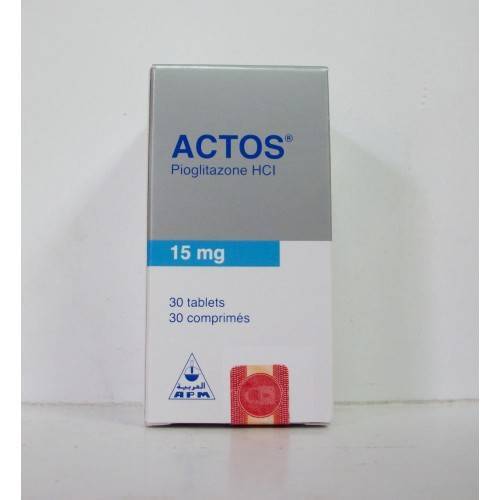 ACTOS®
Pioglitazone HCl
15 mg
30 tablets
30 comprimés
العربية
APM